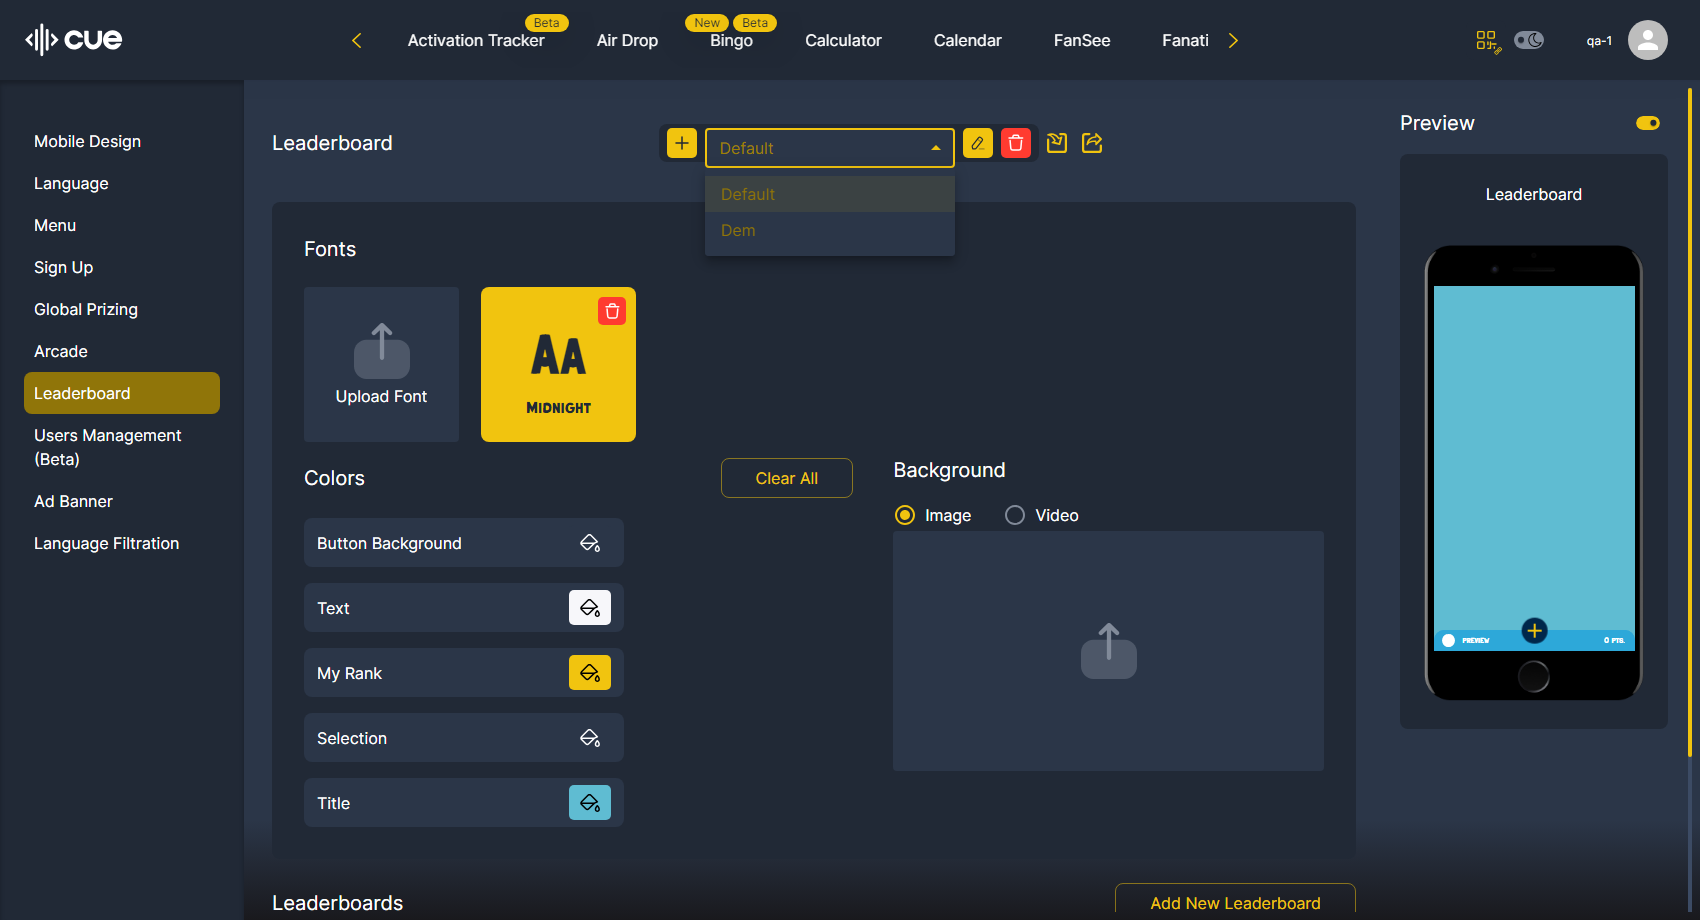 cue
Activation Tracker
Beta
Air Drop
New
Beta
Bingo
Calculator
Calendar
FanSee
Fanati
qa-1
Mobile Design
Language
Menu
Sign Up
Global Prizing
Arcade
Leaderboard
Users Management
(Beta)
Ad Banner
Language Filtration
Leaderboard
Default
Default
Dem
Fonts
Upload Font
AA
MIDNIGHT
Colors
Clear All
Button Background
Text
My Rank
Selection
Title
Background
Image
Video
Leaderboards
Add New Leaderboard
Preview
Leaderboard
PREVIEW
0 PTS.